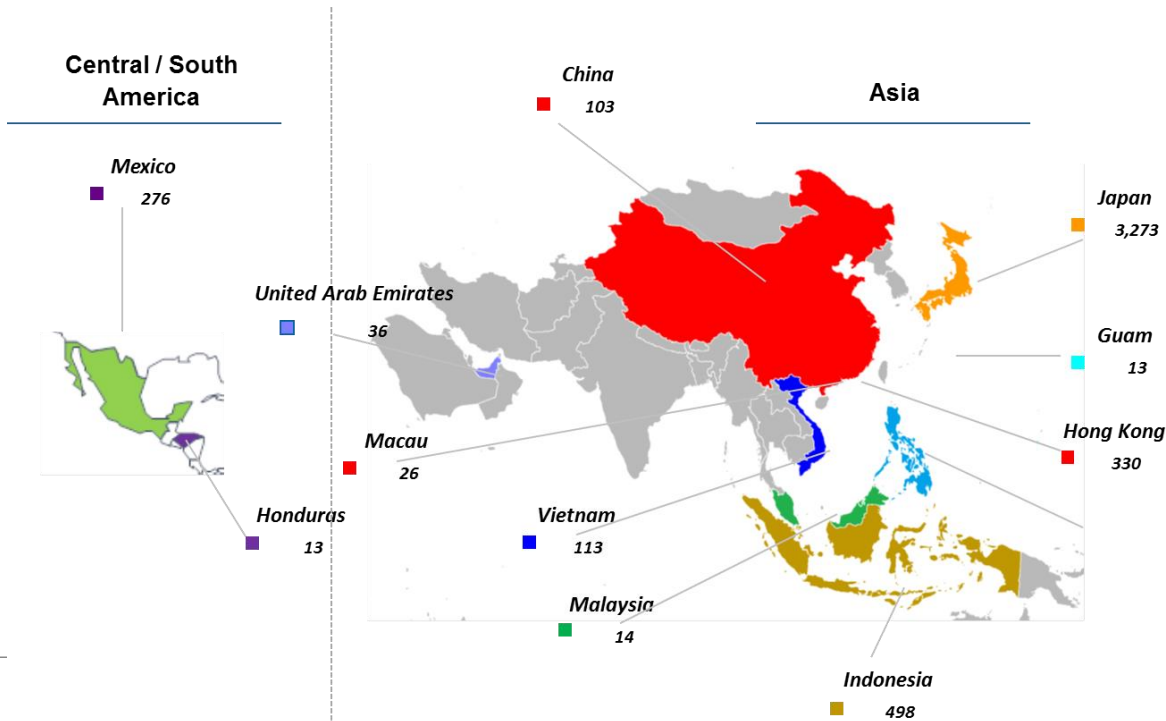 Central / South
America
Asia
China
103
Mexico
276
Japan
3,273
United Arab Emirates
36
Guam
13
Macau
26
Hong Kong
330
Honduras
13
Vietnam
113
Malaysia
14
Indonesia
498